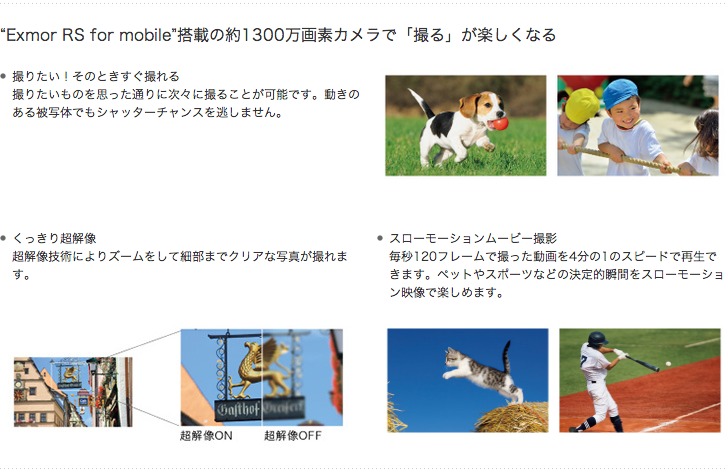 “Exmor RS for mobile”搭載の約1300万画素カメラで「撮る」が楽しくなる
撮りたい！そのときすぐ撮れる
撮りたいものを思った通りに次々に撮ることが可能です。動きの
ある被写体でもシャッターチャンスを逃しません。
くっきり超解像
超解像技術によりズームをして細部までクリアな写真が撮れま
す。
スローモーションムービー撮影
毎秒120フレームで撮った動画を4分の1のスピードで再生で
きます。ペットやスポーツなどの決定的瞬間をスローモーショ
ン映像で楽しめます。
Gasthof
超解像ON
超解像OFF